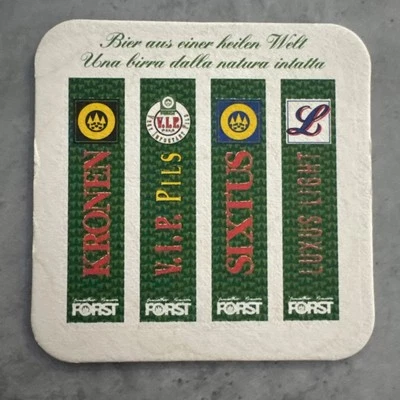 Bier aus einer heilen Welt
Una birra dalla natura intatta
KRONEN
V.I.P. PILS
SIXTUS
L
LUXUS LIGHT
V.I.P.
FORST
FORST
FORST
FORST